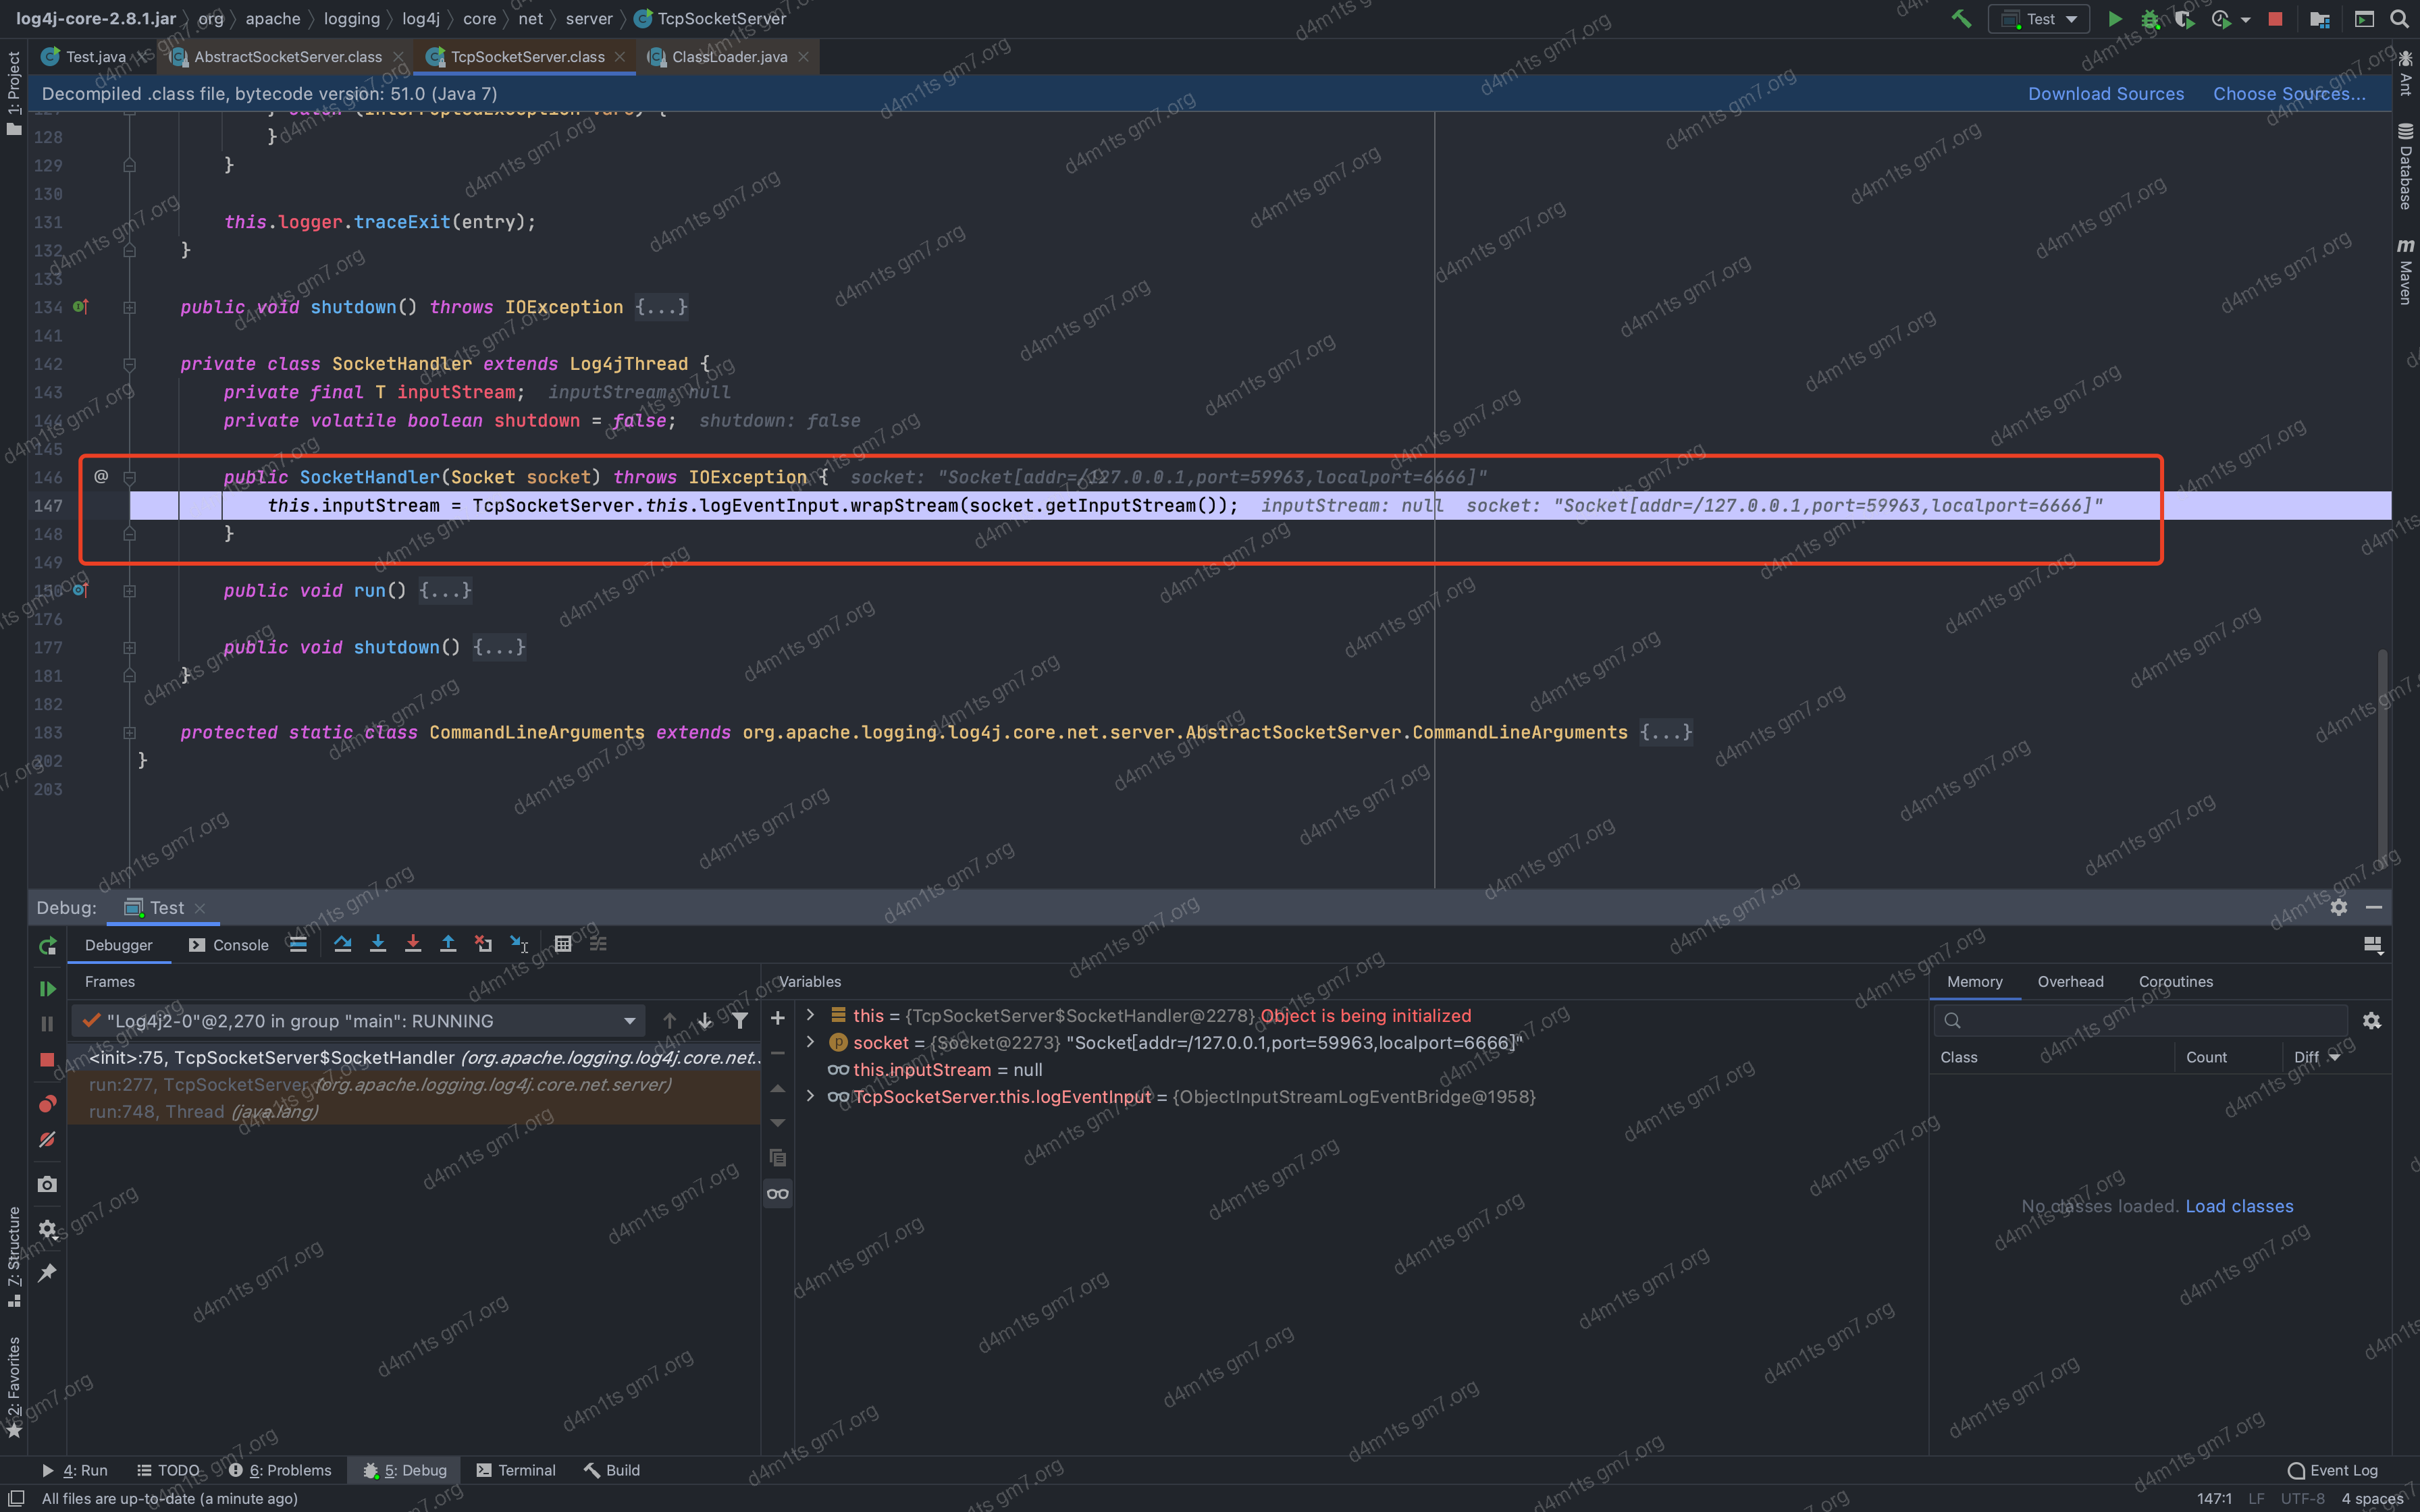 log4j-core-2.8.1.jar org apache logging log4j core net server TcpSocketServer
Test
Test.java AbstractSocketServer.class TcpSocketServer.class ClassLoader.java
Decompiled .class file, bytecode version: 51.0 (Java 7) Download Sources Choose Sources...
128 }
129 }
130
131 this.logger.traceExit(entry);
132 }
133
134 public void shutdown() throws IOException {...}
141
142 private class SocketHandler extends Log4jThread {
143 private final T inputStream; inputStream: null
144 private volatile boolean shutdown = false; shutdown: false
145
146 @ public SocketHandler(Socket socket) throws IOException { socket: "Socket[addr=/127.0.0.1,port=59963,localport=6666]"
147 this.inputStream = TcpSocketServer.this.logEventInput.wrapStream(socket.getInputStream()); inputStream: null socket: "Socket[addr=/127.0.0.1,port=59963,localport=6666]"
148 }
149
150 public void run() {...}
176
177 public void shutdown() {...}
181 }
182
183 protected static class CommandLineArguments extends org.apache.logging.log4j.core.net.server.AbstractSocketServer.CommandLineArguments {...}
202 }
203
1: Project
7: Structure
2: Favorites
Ant
Database
m Maven
Debug: Test
Debugger Console
Frames Variables Memory Overhead Coroutines
"Log4j2-0"@2,270 in group "main": RUNNING
<init>:75, TcpSocketServer$SocketHandler (org.apache.logging.log4j.core.net..
run:277, TcpSocketServer (org.apache.logging.log4j.core.net.server)
run:748, Thread (java.lang)
this = {TcpSocketServer$SocketHandler@2278} Object is being initialized
socket = {Socket@2273} "Socket[addr=/127.0.0.1,port=59963,localport=6666]"
this.inputStream = null
TcpSocketServer.this.logEventInput = {ObjectInputStreamLogEventBridge@1958}
Class Count Diff
No classes loaded. Load classes
4: Run TODO 6: Problems 5: Debug Terminal Build Event Log
All files are up-to-date (a minute ago) 147:1 LF UTF-8 4 spaces
d4m1ts gm7.org